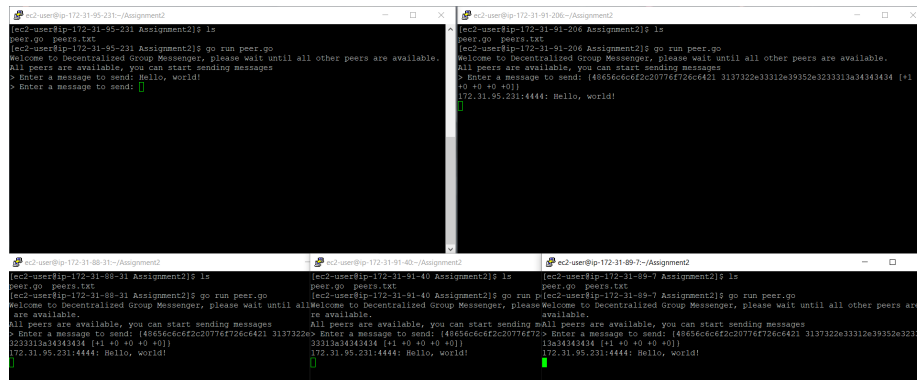 ec2-user@ip-172-31-95-231:~/Assignment2
[ec2-user@ip-172-31-95-231 Assignment2]$ ls
peer.go peers.txt
[ec2-user@ip-172-31-95-231 Assignment2]$ go run peer.go
Welcome to Decentralized Group Messenger, please wait until all other peers are available.
All peers are available, you can start sending messages
> Enter a message to send: Hello, world!
> Enter a message to send:
ec2-user@ip-172-31-91-206:~/Assignment2
[ec2-user@ip-172-31-91-206 Assignment2]$ ls
peer.go peers.txt
[ec2-user@ip-172-31-91-206 Assignment2]$ go run peer.go
Welcome to Decentralized Group Messenger, please wait until all other peers are available.
All peers are available, you can start sending messages
> Enter a message to send: {48656c6c6f2c20776f726c6421 3137322e33312e39352e3233313a34343434 [+1
+0 +0 +0 +0]}
172.31.95.231:4444: Hello, world!
ec2-user@ip-172-31-88-31:~/Assignment2
[ec2-user@ip-172-31-88-31 Assignment2]$ ls
peer.go peers.txt
[ec2-user@ip-172-31-88-31 Assignment2]$ go run peer.go
Welcome to Decentralized Group Messenger, please wait until all
are available.
All peers are available, you can start sending messages
> Enter a message to send: {48656c6c6f2c20776f726c6421 3137322e
3233313a34343434 [+1 +0 +0 +0 +0]}
172.31.95.231:4444: Hello, world!
ec2-user@ip-172-31-91-40:~/Assignment2
[ec2-user@ip-172-31-91-40 Assignment2]$ ls
peer.go peers.txt
[ec2-user@ip-172-31-91-40 Assignment2]$ go run p
Welcome to Decentralized Group Messenger, please
re available.
All peers are available, you can start sending m
> Enter a message to send: {48656c6c6f2c20776f72
33313a34343434 [+1 +0 +0 +0 +0]}
172.31.95.231:4444: Hello, world!
ec2-user@ip-172-31-89-7:~/Assignment2
[ec2-user@ip-172-31-89-7 Assignment2]$ ls
peer.go peers.txt
[ec2-user@ip-172-31-89-7 Assignment2]$ go run peer.go
Welcome to Decentralized Group Messenger, please wait until all other peers are
available.
All peers are available, you can start sending messages
> Enter a message to send: {48656c6c6f2c20776f726c6421 3137322e33312e39352e3233
13a34343434 [+1 +0 +0 +0 +0]}
172.31.95.231:4444: Hello, world!